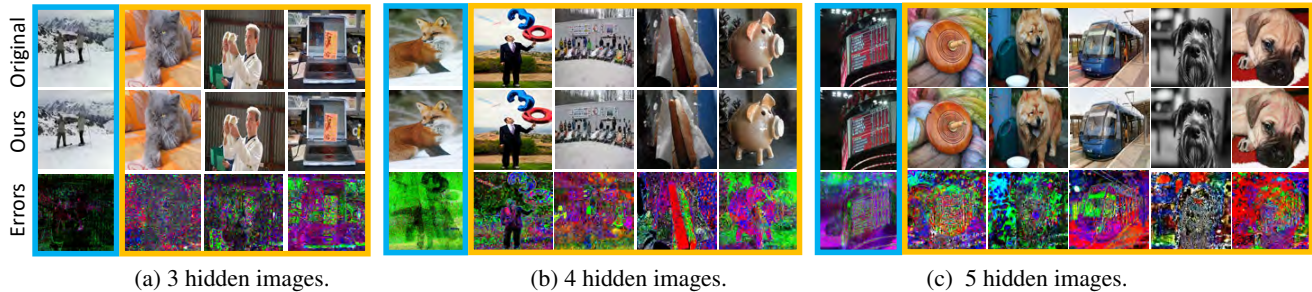 Original
Ours
Errors
(a) 3 hidden images.
(b) 4 hidden images.
(c) 5 hidden images.